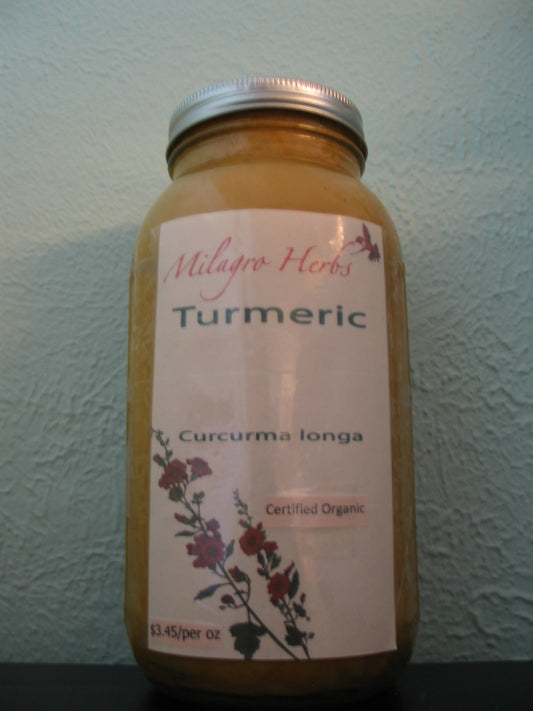 Milagro Herbs
Turmeric
Curcurma longa
Certified Organic
$3.45/per oz